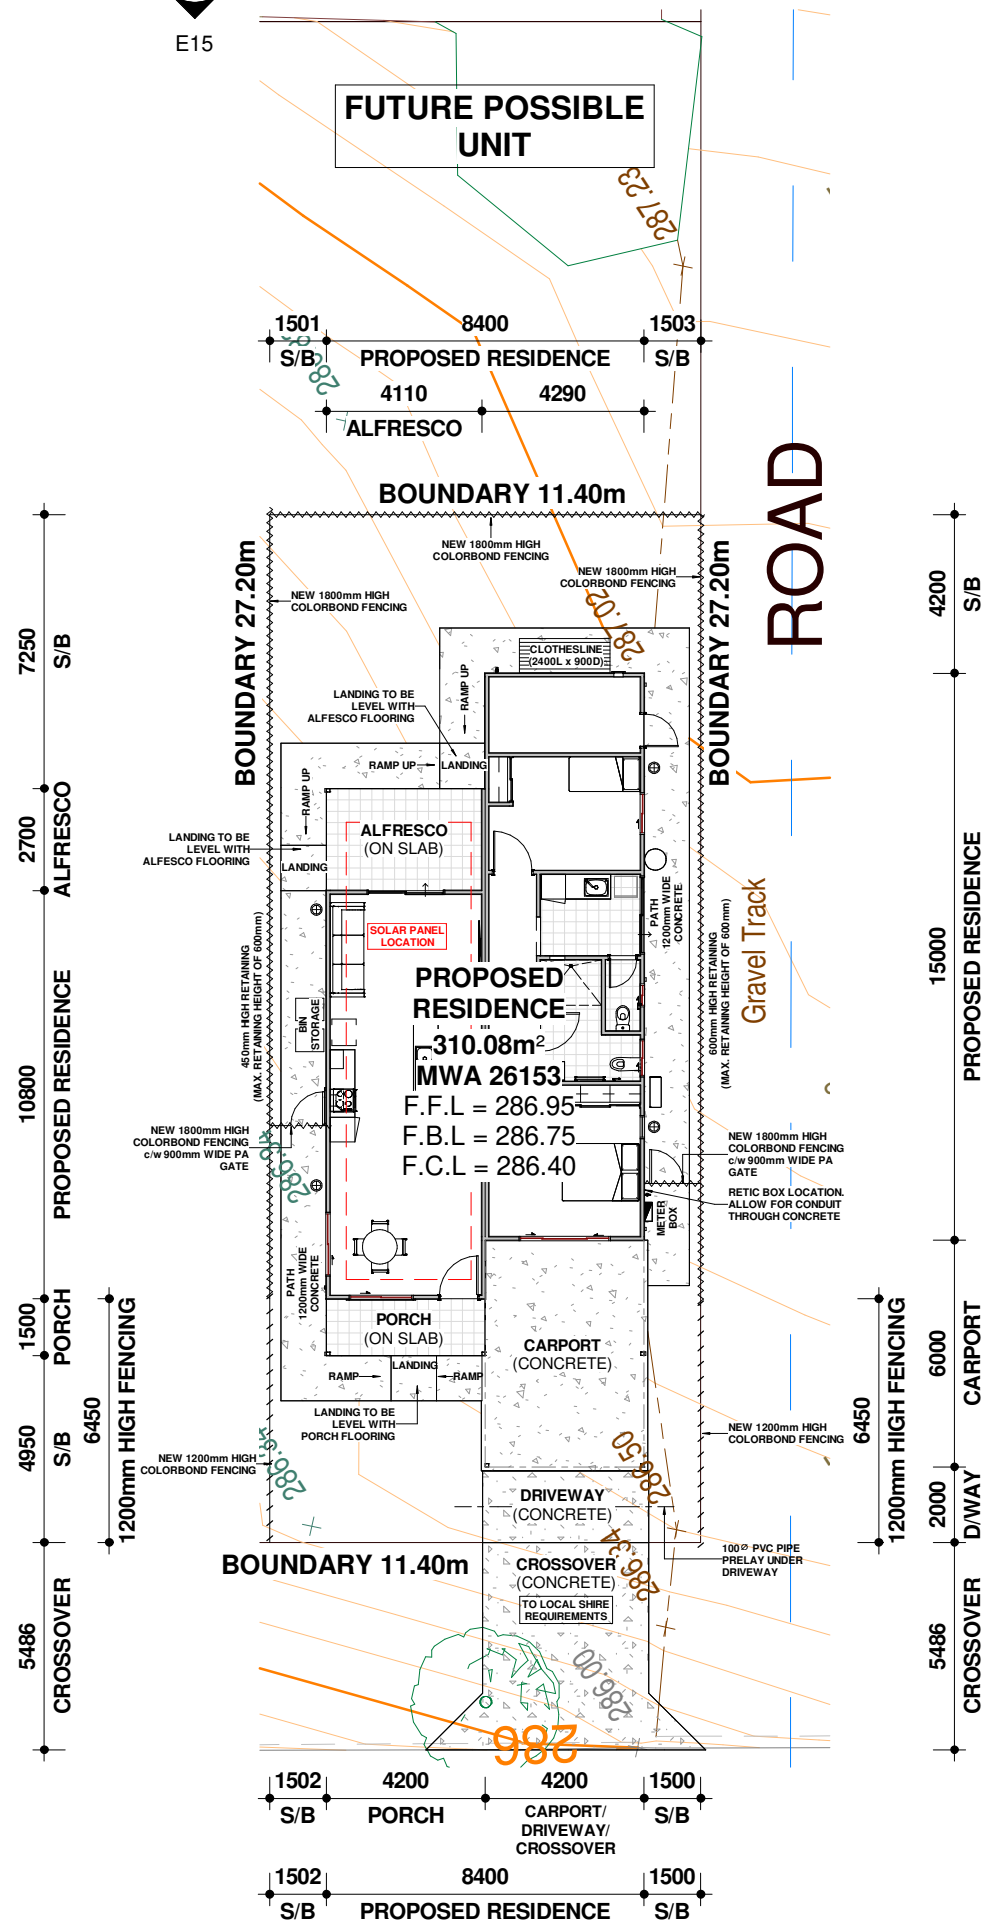 E15
FUTURE POSSIBLE
UNIT
287.23
1501
8400
1503
S/B
PROPOSED RESIDENCE
S/B
4110
4290
ALFRESCO
BOUNDARY 11.40m
NEW 1800mm HIGH
COLORBOND FENCING
NEW 1800mm HIGH
COLORBOND FENCING
NEW 1800mm HIGH
COLORBOND FENCING
BOUNDARY 27.20m
BOUNDARY 27.20m
ROAD
287.02
CLOTHESLINE
(2400L x 900D)
RAMP UP
LANDING TO BE
LEVEL WITH
ALFESCO FLOORING
RAMP UP
LANDING
RAMP UP
ALFRESCO
(ON SLAB)
LANDING TO BE
LEVEL WITH
ALFESCO FLOORING
LANDING
SOLAR PANEL
LOCATION
PATH
1200mm WIDE
CONCRETE
Gravel Track
450mm HIGH RETAINING
(MAX. RETAINING HEIGHT OF 600mm)
600mm HIGH RETAINING
(MAX. RETAINING HEIGHT OF 600mm)
BIN
STORAGE
PROPOSED
RESIDENCE
310.08m²
MWA 26153
F.F.L = 286.95
F.B.L = 286.75
F.C.L = 286.40
NEW 1800mm HIGH
COLORBOND FENCING
c/w 900mm WIDE PA
GATE
NEW 1800mm HIGH
COLORBOND FENCING
c/w 900mm WIDE PA
GATE
RETIC BOX LOCATION.
ALLOW FOR CONDUIT
THROUGH CONCRETE
METER
BOX
PATH
1200mm WIDE
CONCRETE
PORCH
(ON SLAB)
CARPORT
(CONCRETE)
RAMP
LANDING
RAMP
LANDING TO BE
LEVEL WITH
PORCH FLOORING
NEW 1200mm HIGH
COLORBOND FENCING
NEW 1200mm HIGH
COLORBOND FENCING
286.50
DRIVEWAY
(CONCRETE)
286.34
100Ø PVC PIPE
PRELAY UNDER
DRIVEWAY
BOUNDARY 11.40m
CROSSOVER
(CONCRETE)
TO LOCAL SHIRE
REQUIREMENTS
286.00
286
7250
S/B
2700
ALFRESCO
10800
PROPOSED RESIDENCE
1500
PORCH
4950
S/B
6450
1200mm HIGH FENCING
5486
CROSSOVER
4200
S/B
15000
PROPOSED RESIDENCE
6000
CARPORT
6450
1200mm HIGH FENCING
2000
D/WAY
5486
CROSSOVER
1502
4200
4200
1500
S/B
PORCH
CARPORT/
DRIVEWAY/
CROSSOVER
S/B
1502
8400
1500
S/B
PROPOSED RESIDENCE
S/B